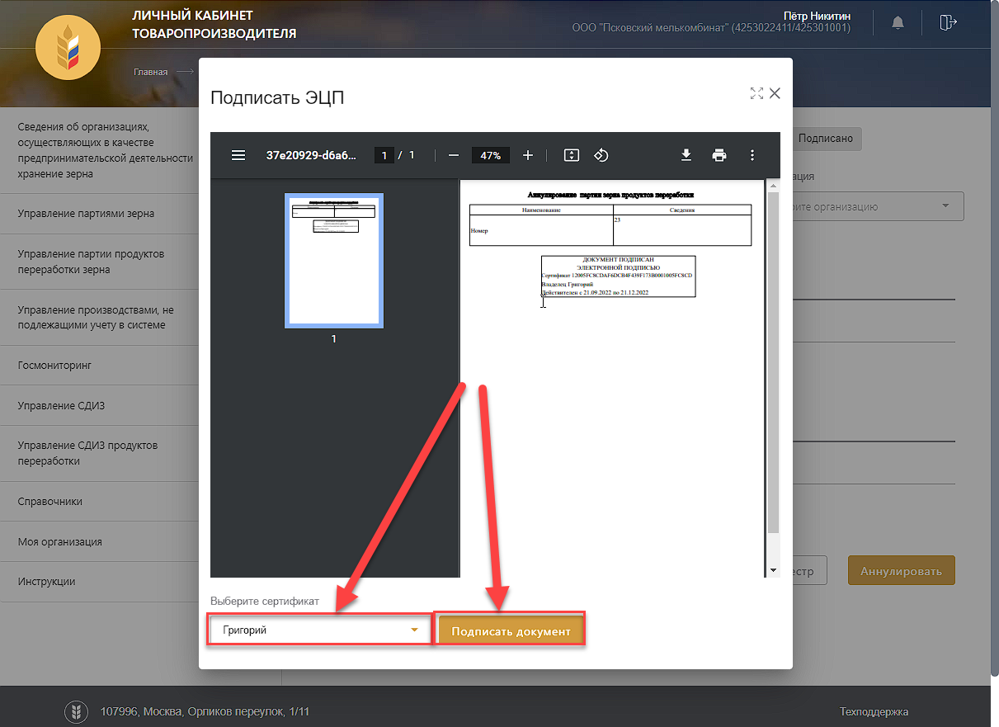 ЛИЧНЫЙ КАБИНЕТ
ТОВАРОПРОИЗВОДИТЕЛЯ
Пётр Никитин
ООО "Псковский мелькомбинат" (4253022411/425301001)
Главная
Сведения об организациях,
осуществляющих в качестве
предпринимательской деятельности
хранение зерна
Управление партиями зерна
Управление партии продуктов
переработки зерна
Управление производствами, не
подлежащими учету в системе
Госмониторинг
Управление СДИЗ
Управление СДИЗ продуктов
переработки
Справочники
Моя организация
Инструкции
Подписать ЭЦП
37e20929-d6a6...
1 / 1
47%
1
Аннулирование партии зерна продуктов переработки
Наименование Сведения
Номер 23
ДОКУМЕНТ ПОДПИСАН
ЭЛЕКТРОННОЙ ПОДПИСЬЮ
Сертификат 12005FC8CDAF6DCB4F439F173B0001005FC8CD
Владелец Григорий
Действителен с 21.09.2022 по 21.12.2022
Выберите сертификат
Григорий
Подписать документ
Подписано
ация
рите организацию
естр
Аннулировать
107996, Москва, Орликов переулок, 1/11
Техподдержка